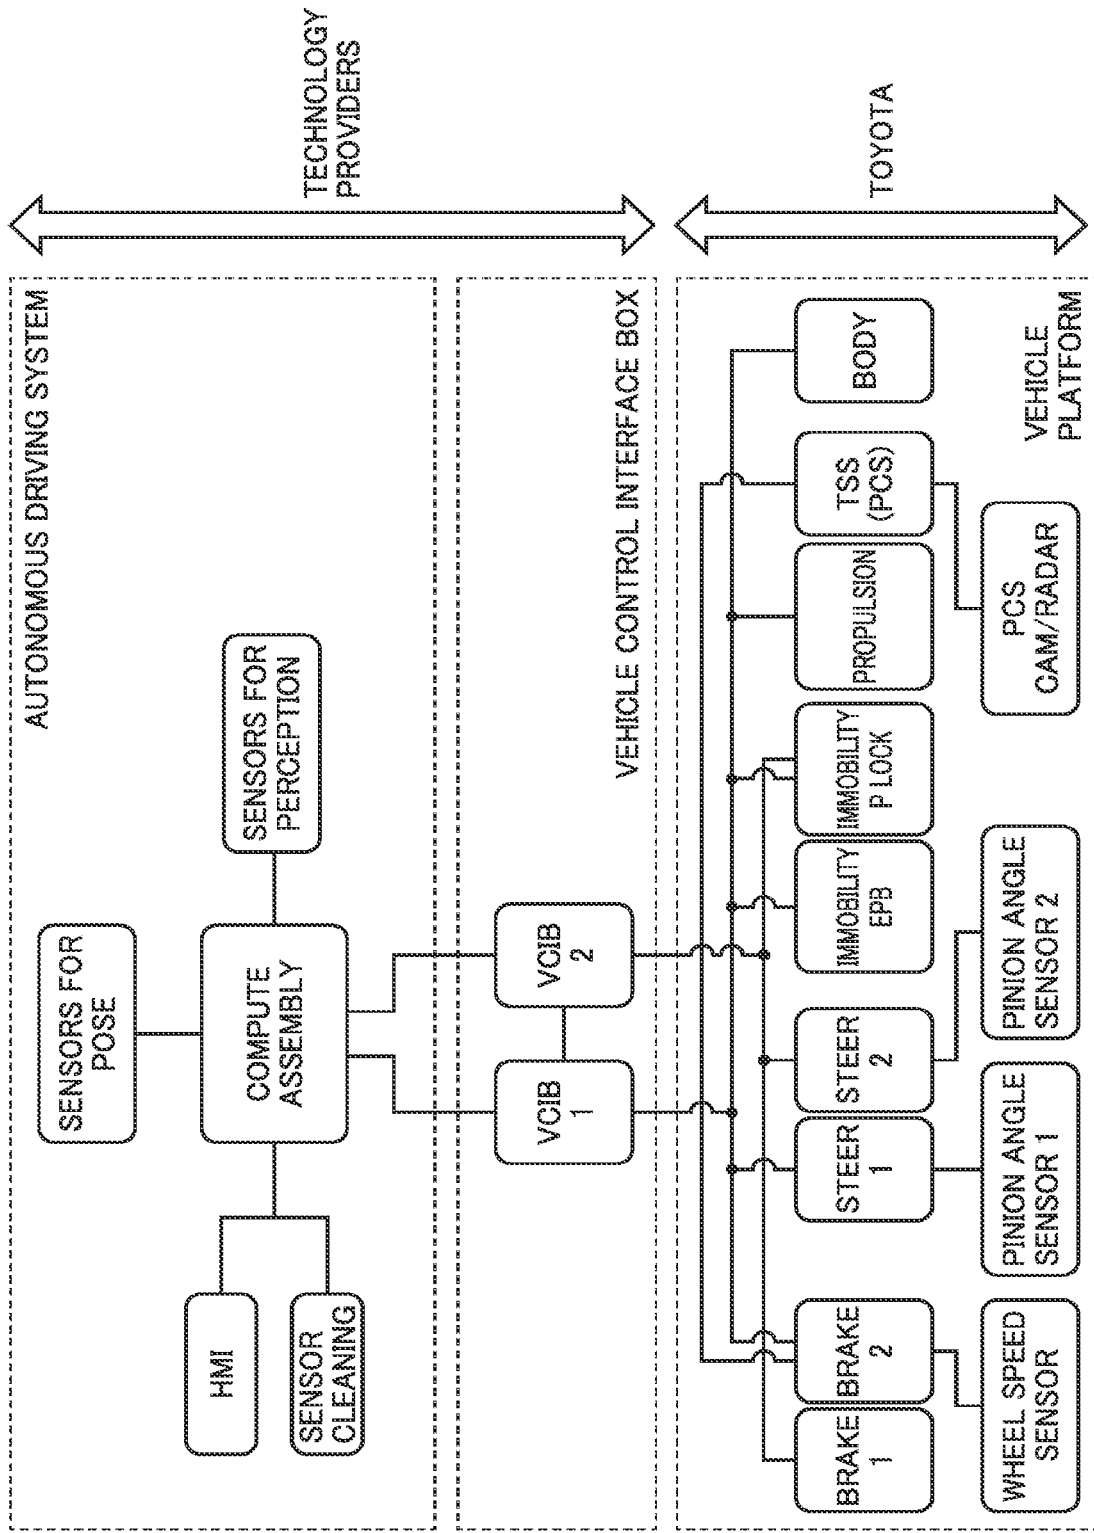 AUTONOMOUS DRIVING SYSTEM
SENSORS FOR
POSE
HMI
SENSOR
CLEANING
COMPUTE
ASSEMBLY
SENSORS FOR
PERCEPTION
TECHNOLOGY
PROVIDERS
VCIB
1
VCIB
2
VEHICLE CONTROL INTERFACE BOX
BRAKE
1
BRAKE
2
STEER
1
STEER
2
IMMOBILITY
EPB
IMMOBILITY
P LOCK
PROPULSION
TSS
(PCS)
BODY
TOYOTA
WHEEL SPEED
SENSOR
PINION ANGLE
SENSOR 1
PINION ANGLE
SENSOR 2
PCS
CAM/RADAR
VEHICLE
PLATFORM